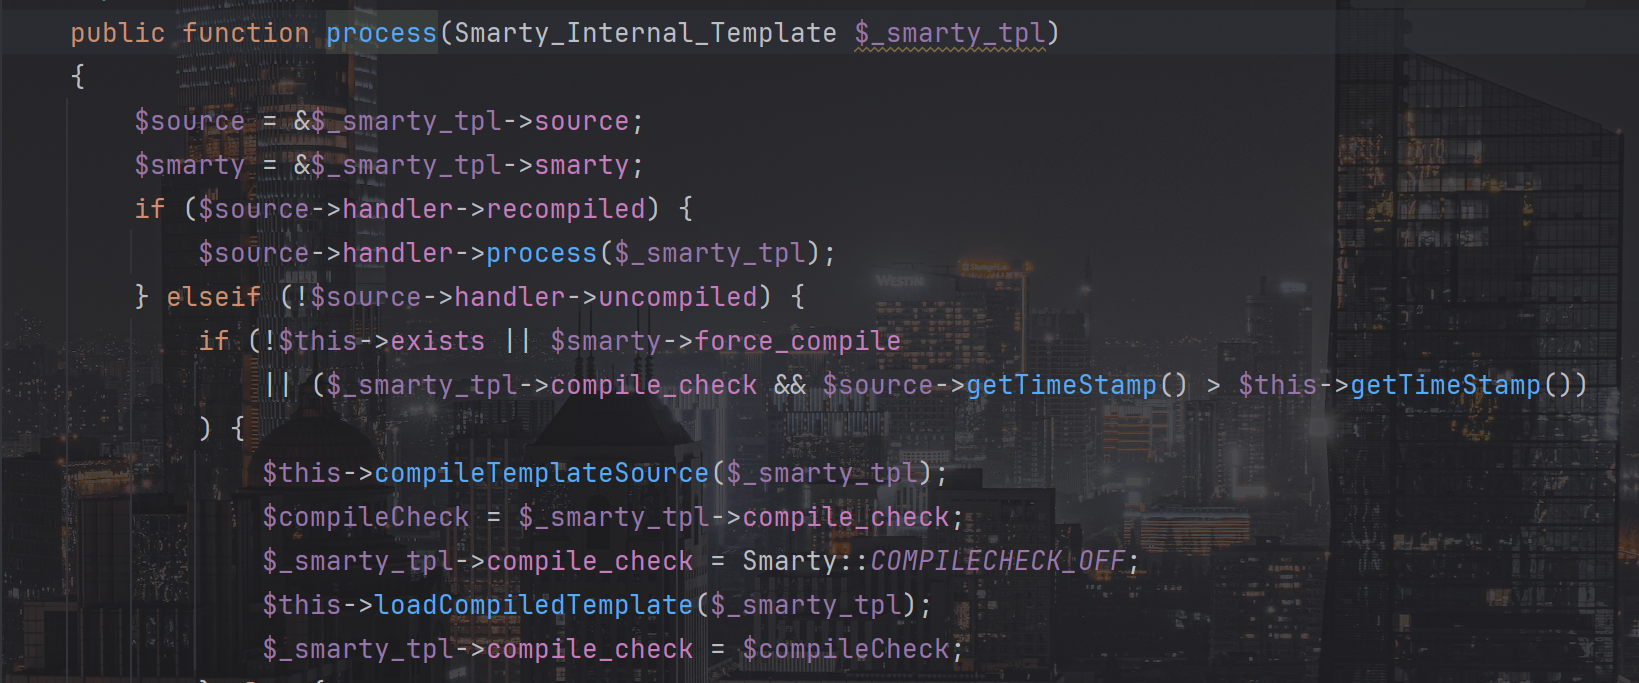 public function process(Smarty_Internal_Template $_smarty_tpl)
{
$source = &$_smarty_tpl->source;
$smarty = &$_smarty_tpl->smarty;
if ($source->handler->recompiled) {
$source->handler->process($_smarty_tpl);
} elseif (!$source->handler->uncompiled) {
if (!$this->exists || $smarty->force_compile
|| ($_smarty_tpl->compile_check && $source->getTimeStamp() > $this->getTimeStamp())
) {
$this->compileTemplateSource($_smarty_tpl);
$compileCheck = $_smarty_tpl->compile_check;
$_smarty_tpl->compile_check = Smarty::COMPILECHECK_OFF;
$this->loadCompiledTemplate($_smarty_tpl);
$_smarty_tpl->compile_check = $compileCheck;